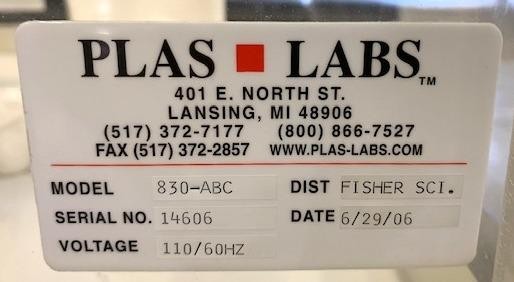 PLAS LABS™
401 E. NORTH ST.
LANSING, MI 48906
(517) 372-7177 (800) 866-7527
FAX (517) 372-2857 WWW.PLAS-LABS.COM
MODEL 830-ABC DIST FISHER SCI.
SERIAL NO. 14606 DATE 6/29/06
VOLTAGE 110/60HZ